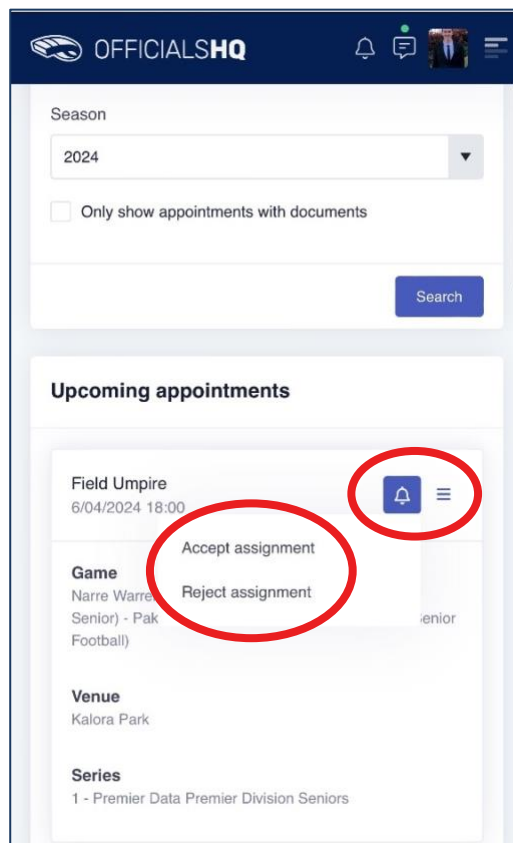 OFFICIALSHQ
Season
2024
Only show appointments with documents
Search
Upcoming appointments
Field Umpire
6/04/2024 18:00
Accept assignment
Reject assignment
Game
Narre Warre
Senior) - Pak enior
Football)
Venue
Kalora Park
Series
1 - Premier Data Premier Division Seniors